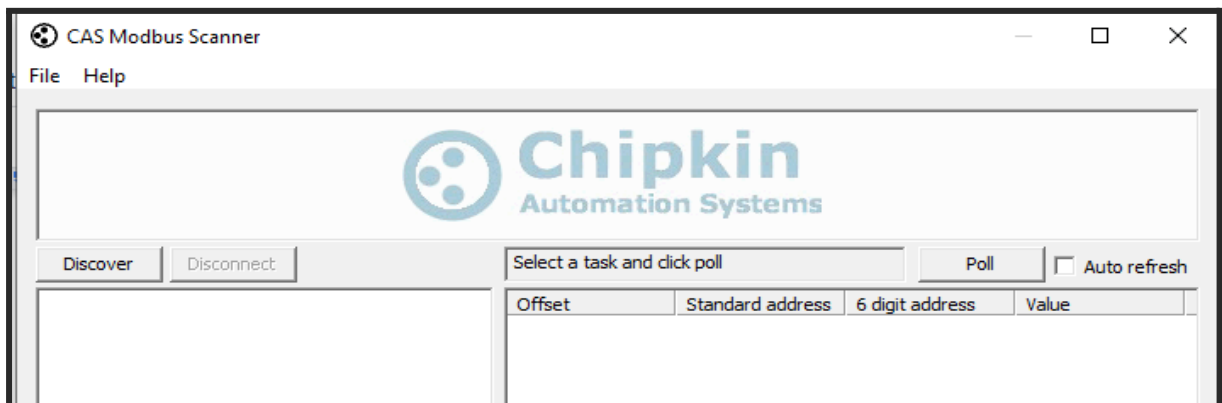 CAS Modbus Scanner
File Help
Chipkin
Automation Systems
Discover Disconnect Select a task and click poll Poll Auto refresh
Offset Standard address 6 digit address Value